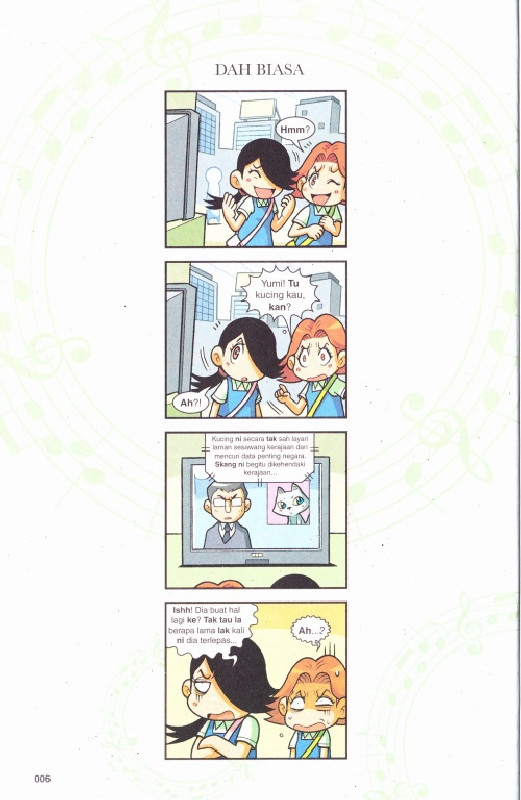 DAH BIASA
Hmm?
Yumi! Tu
kucing kau,
kan?
Ah?!
Kucing ni secara tak sah layari
laman sesawang kerajaan dan
mencuri data penting negara.
Skang ni begitu dikehendaki
kerajaan...
Ishh! Dia buat hal
lagi ke? Tak tau la
berapa lama lak kali
ni dia terlepas...
Ah...?
006